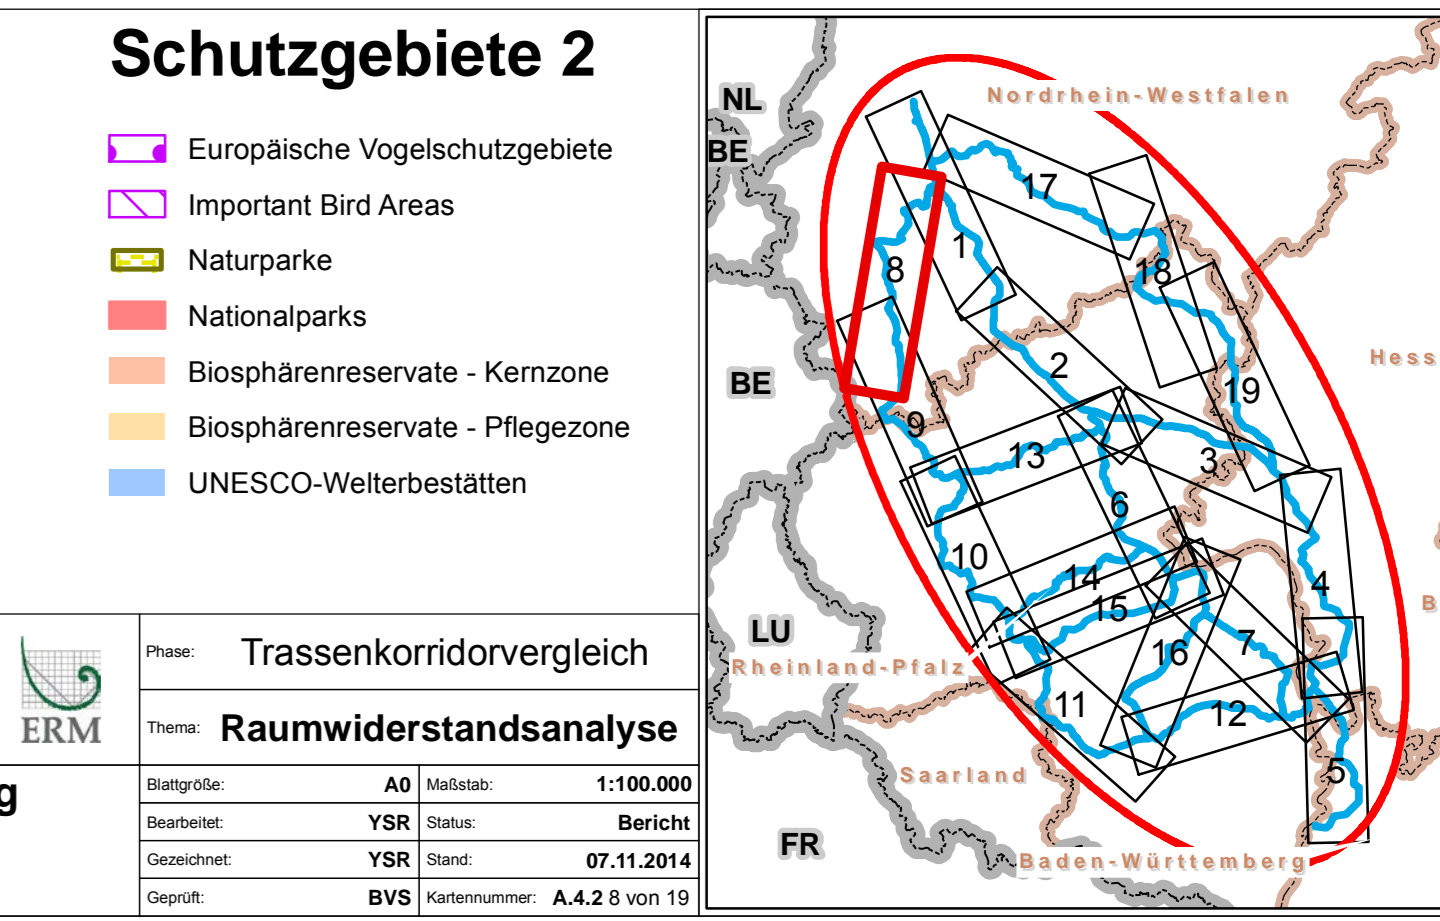 Schutzgebiete 2
Europäische Vogelschutzgebiete
Important Bird Areas
Naturparke
Nationalparks
Biosphärenreservate - Kernzone
Biosphärenreservate - Pflegezone
UNESCO-Welterbestätten
ERM
g
Phase: Trassenkorridorvergleich
Thema: Raumwiderstandsanalyse
Blattgröße: A0 Maßstab: 1:100.000
Bearbeitet: YSR Status: Bericht
Gezeichnet: YSR Stand: 07.11.2014
Geprüft: BVS Kartennummer: A.4.2 8 von 19
NL
Nordrhein-Westfalen
BE
17
1
8
18
Hess
2
BE
19
9
13
3
6
10
14
4
15
B
LU
7
16
Rheinland-Pfalz
11
12
5
Saarland
FR
Baden-Württemberg